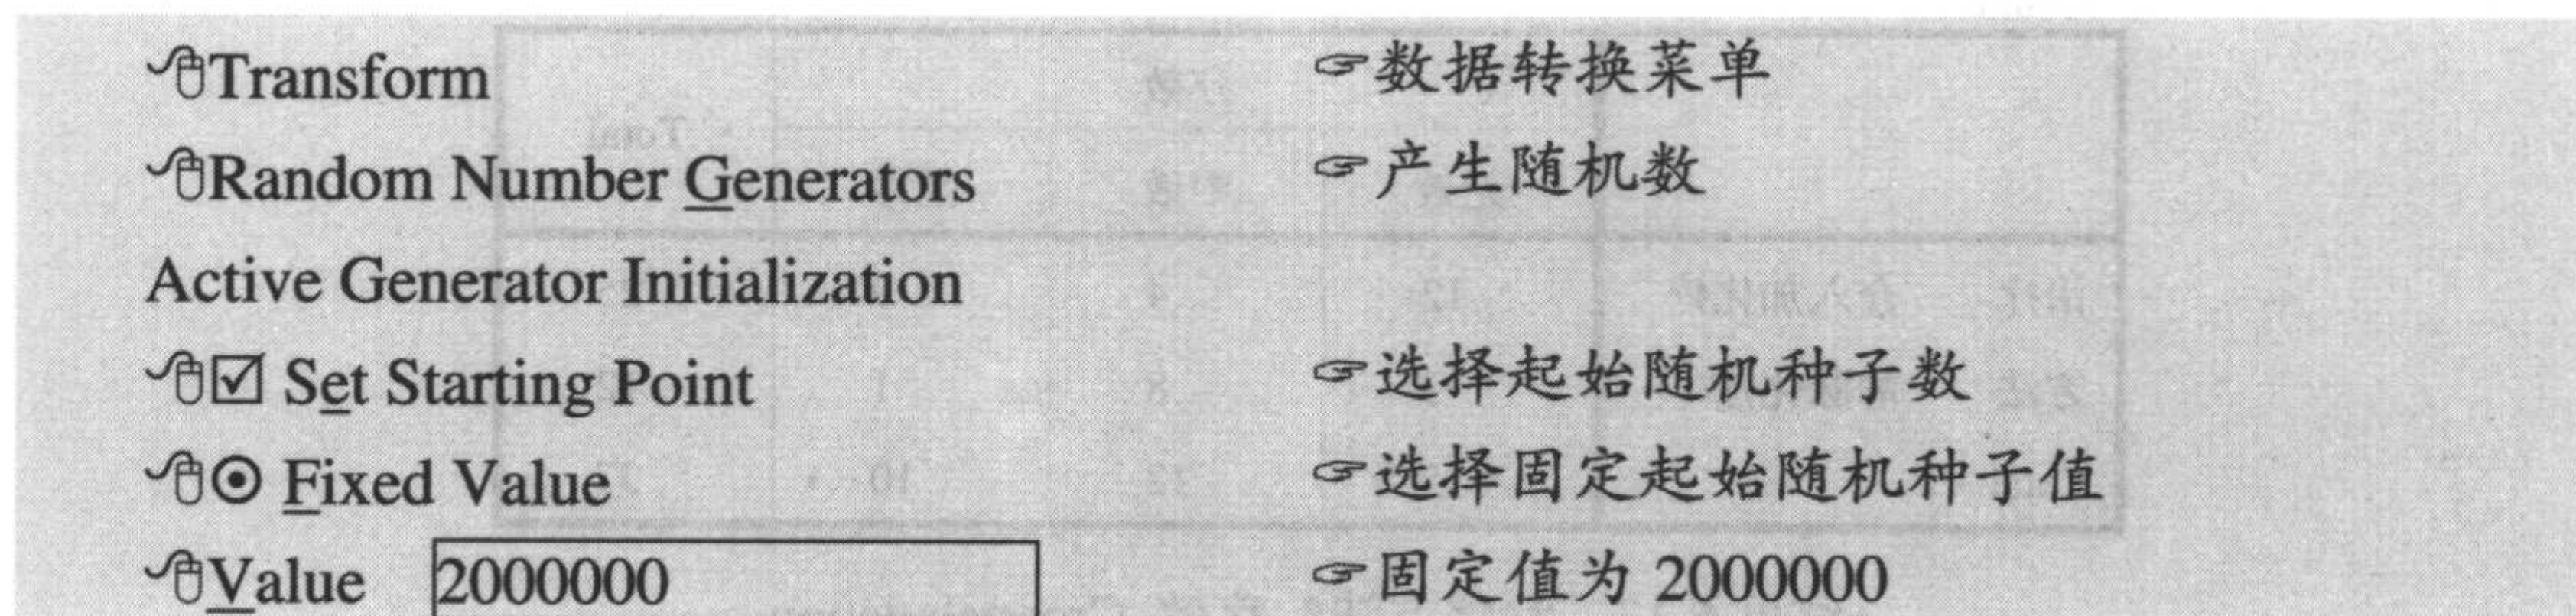 Transform ☞数据转换菜单
Random Number Generators ☞产生随机数
Active Generator Initialization
☑ Set Starting Point ☞选择起始随机种子数
⊙ Fixed Value ☞选择固定起始随机种子值
Value 2000000 ☞固定值为 2000000